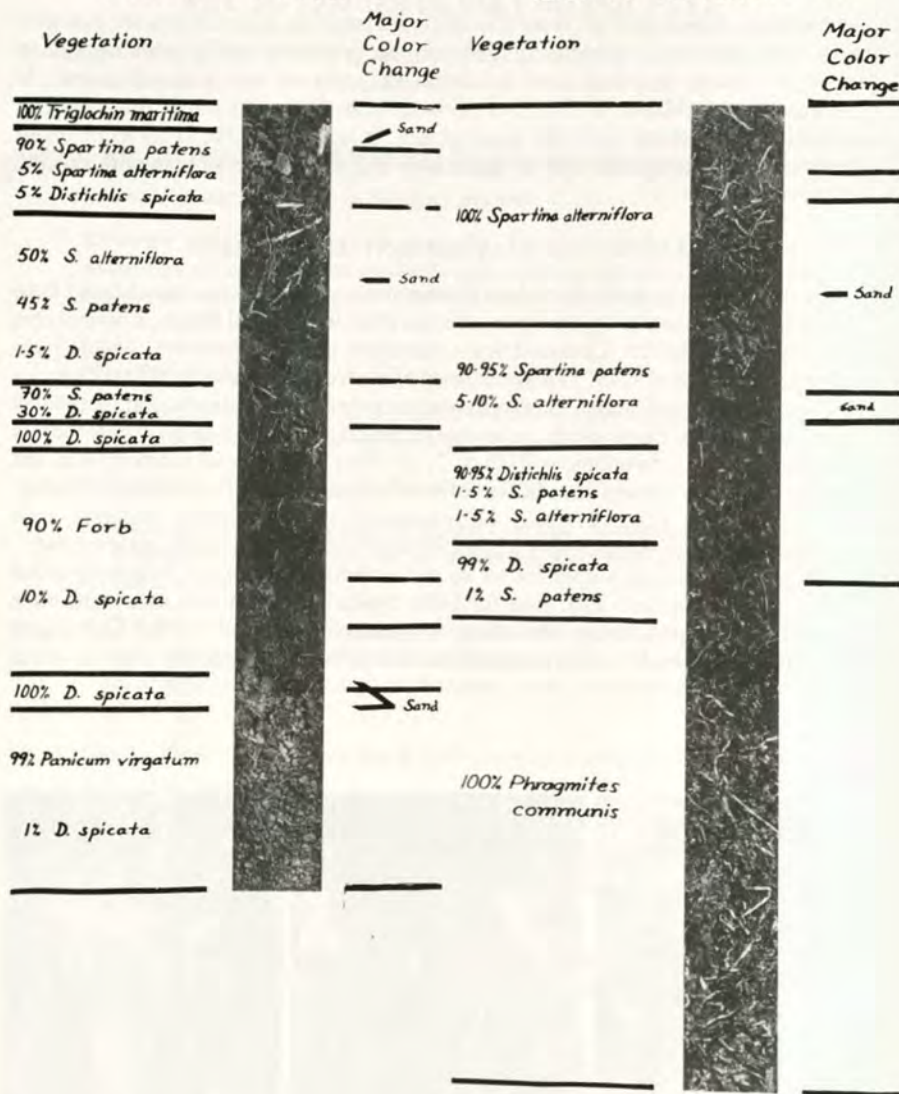 Vegetation
Major
Color
Change
100% Triglochin maritima
90% Spartina patens
5% Spartina alterniflora
5% Distichlis spicata
50% S. alterniflora
45% S. patens
1-5% D. spicata
70% S. patens
30% D. spicata
100% D. spicata
90% Forb
10% D. spicata
100% D. spicata
99% Panicum virgatum
1% D. spicata
Sand
Sand
Sand
Vegetation
Major
Color
Change
100% Spartina alterniflora
90-95% Spartina patens
5-10% S. alterniflora
90-95% Distichlis spicata
1-5% S. patens
1-5% S. alterniflora
99% D. spicata
1% S. patens
100% Phragmites
communis
Sand
Sand